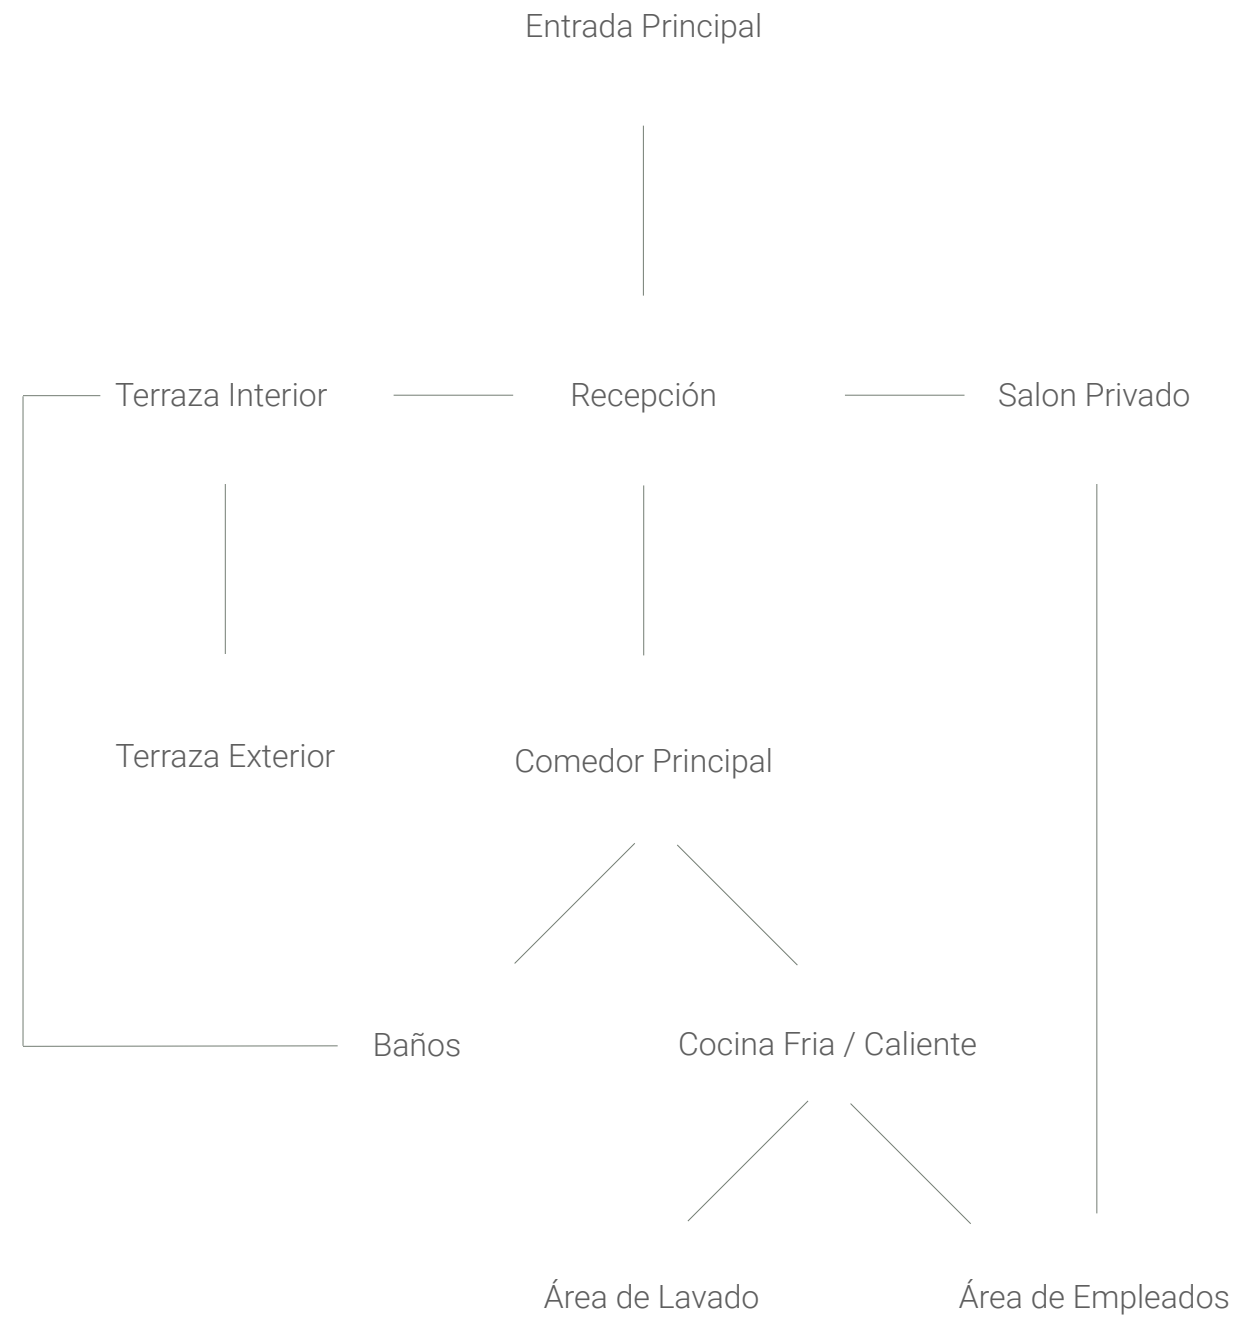 Entrada Principal
Terraza Interior
Recepción
Salon Privado
Terraza Exterior
Comedor Principal
Baños
Cocina Fria / Caliente
Área de Lavado
Área de Empleados